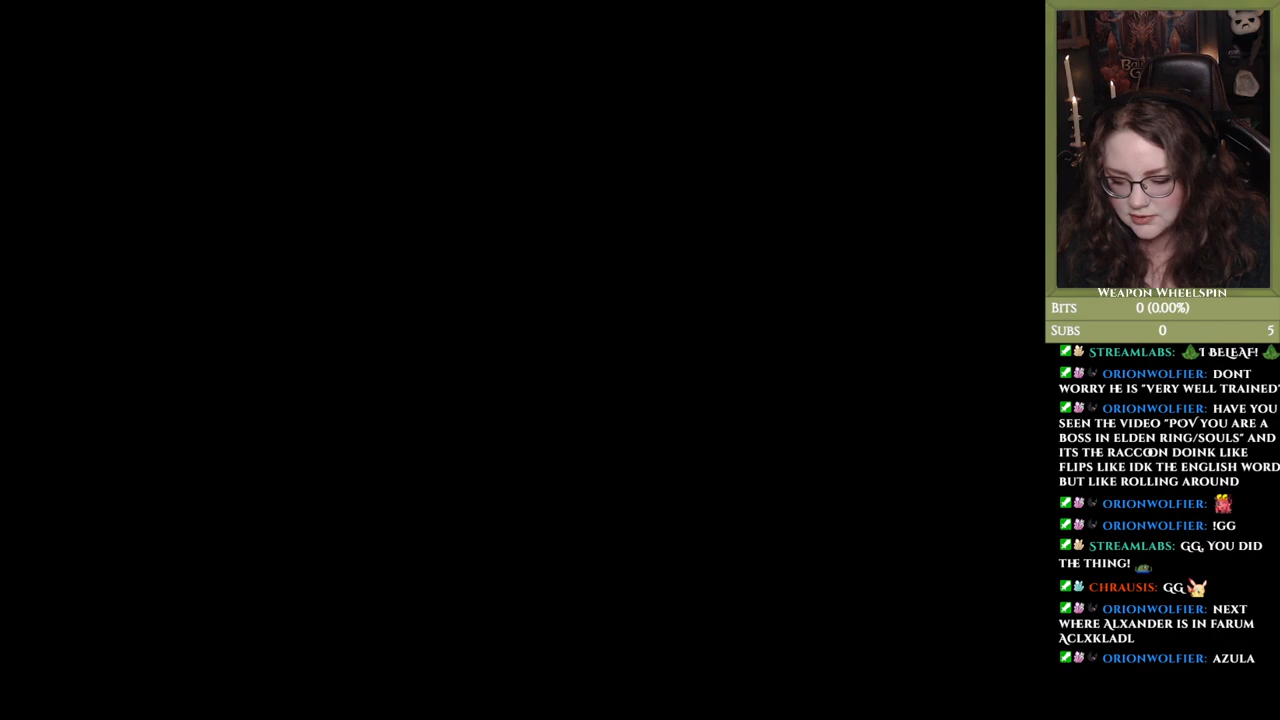 Weapon Wheelspin
Bits 0 (0.00%)
Subs 0 5
Streamlabs: I BELEAF!
orionwolfier: dont
worry he is "very well trained"
orionwolfier: have you
seen the video "POV you are a
boss in elden ring/souls" and
its the raccoon doink like
flips like idk the english word
but like rolling around
orionwolfier:
orionwolfier: !gg
Streamlabs: GG, you did
the thing!
Chrausis: GG
orionwolfier: next
where Alxander is in farum
Aclxkladl
orionwolfier: azula